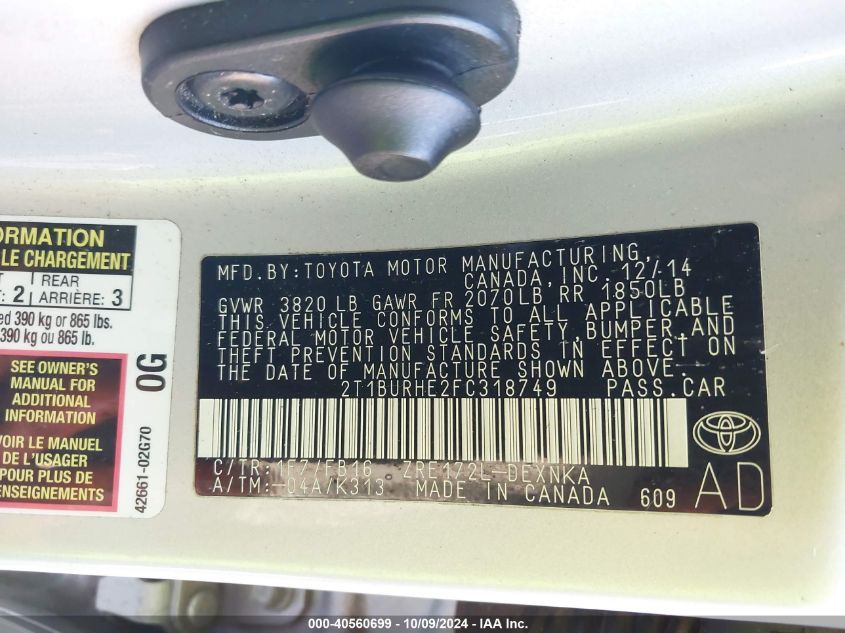 ORMATION
LE CHARGEMENT
2
REAR
ARRIÈRE: 3
ed 390 kg or 865 lbs.
390 kg ou 865 lb.
SEE OWNER'S
MANUAL FOR
ADDITIONAL
INFORMATION
VOIR LE MANUEL
DE L'USAGER
POUR PLUS DE
ENSEIGNEMENTS
0G
42661-02G70
MFD.BY:TOYOTA MOTOR MANUFACTURING,
CANADA,INC. 12/14
GVWR 3820 LB GAWR FR 2070LB RR 1850LB
THIS VEHICLE CONFORMS TO ALL APPLICABLE
FEDERAL MOTOR VEHICLE SAFETY,BUMPER,AND
THEFT PREVENTION STANDARDS IN EFFECT ON
THE DATE OF MANUFACTURE SHOWN ABOVE.
2T1BURHE2FC318749 PASS.CAR
C/TR:1F7/FB16 ZRE172L-DEXNKA
A/TM:-04A/K313 MADE IN CANADA 609
AD
000-40560699 - 10/09/2024 - IAA Inc.